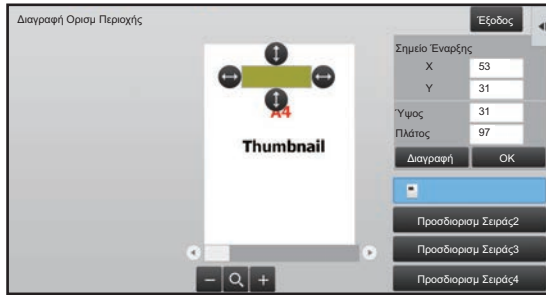 Διαγραφή Ορισμ Περιοχής
Έξοδος
Σημείο Έναρξης
X 53
Y 31
Ύψος 31
Πλάτος 97
Διαγραφή OK
A4
Thumbnail
Προσδιορισμ Σειράς2
Προσδιορισμ Σειράς3
Προσδιορισμ Σειράς4